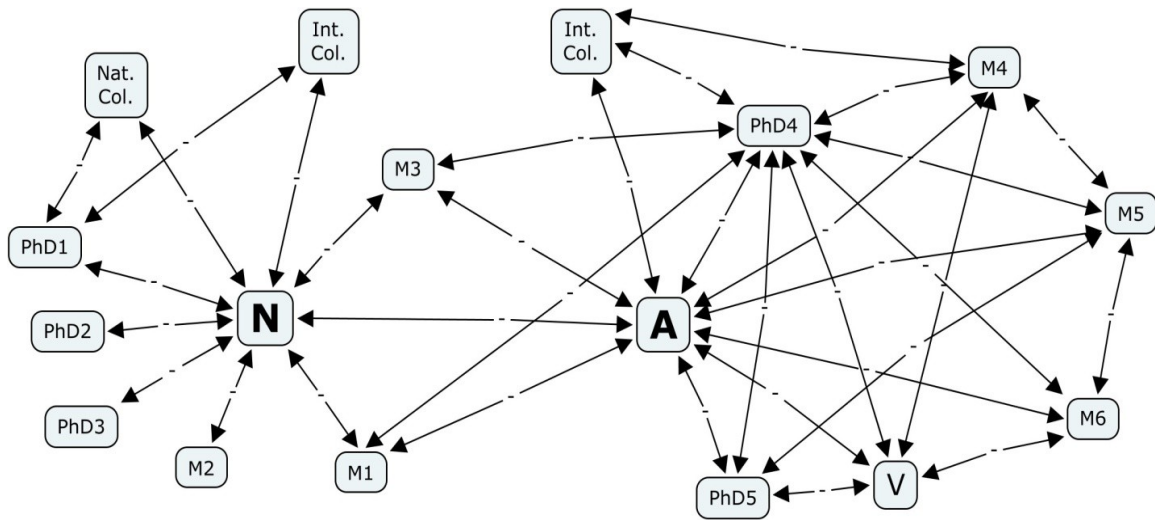 Int.
Col.
Int.
Col.
Nat.
Col.
M4
PhD4
M3
M5
PhD1
N
A
PhD2
PhD3
M6
M2
M1
PhD5
V